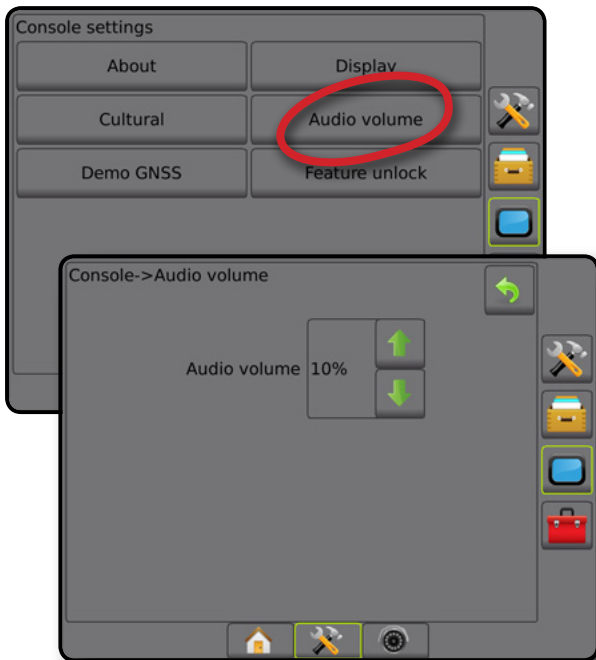 Console settings
About
Display
Cultural
Audio volume
Demo GNSS
Feature unlock
Console->Audio volume
Audio volume 10%